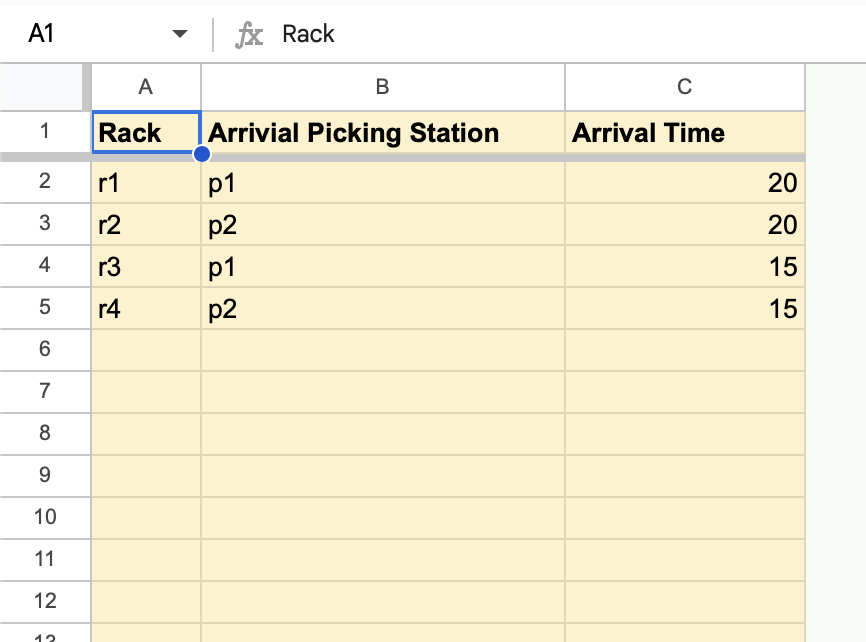 A1 fx Rack
A B C
1 Rack Arrivial Picking Station Arrival Time
2 r1 p1 20
3 r2 p2 20
4 r3 p1 15
5 r4 p2 15
6
7
8
9
10
11
12
13